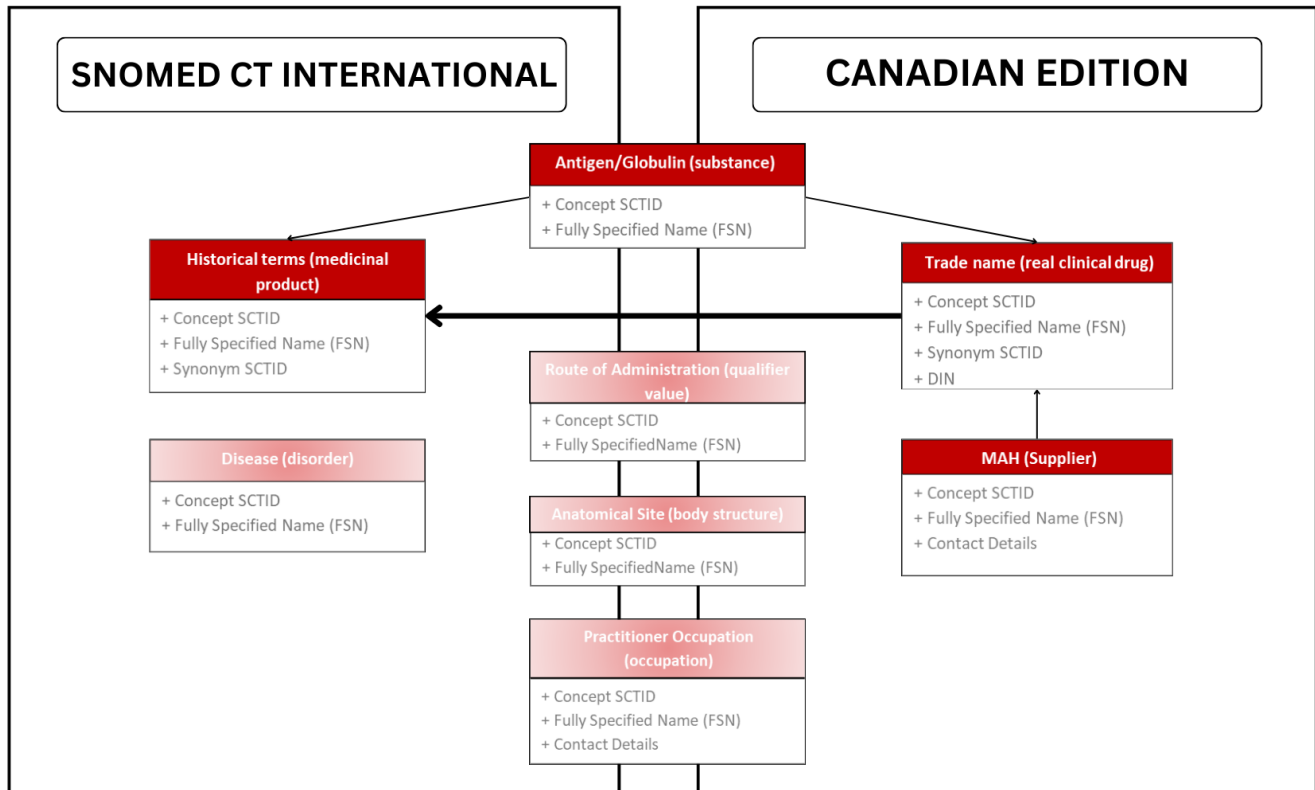 SNOMED CT INTERNATIONAL
CANADIAN EDITION
Antigen/Globulin (substance)
+ Concept SCTID
+ Fully Specified Name (FSN)
Historical terms (medicinal
product)
+ Concept SCTID
+ Fully Specified Name (FSN)
+ Synonym SCTID
Trade name (real clinical drug)
+ Concept SCTID
+ Fully Specified Name (FSN)
+ Synonym SCTID
+ DIN
Route of Administration (qualifier
value)
+ Concept SCTID
+ Fully SpecifiedName (FSN)
Disease (disorder)
+ Concept SCTID
+ Fully Specified Name (FSN)
MAH (Supplier)
+ Concept SCTID
+ Fully Specified Name (FSN)
+ Contact Details
Anatomical Site (body structure)
+ Concept SCTID
+ Fully SpecifiedName (FSN)
Practitioner Occupation
(occupation)
+ Concept SCTID
+ Fully Specified Name (FSN)
+ Contact Details